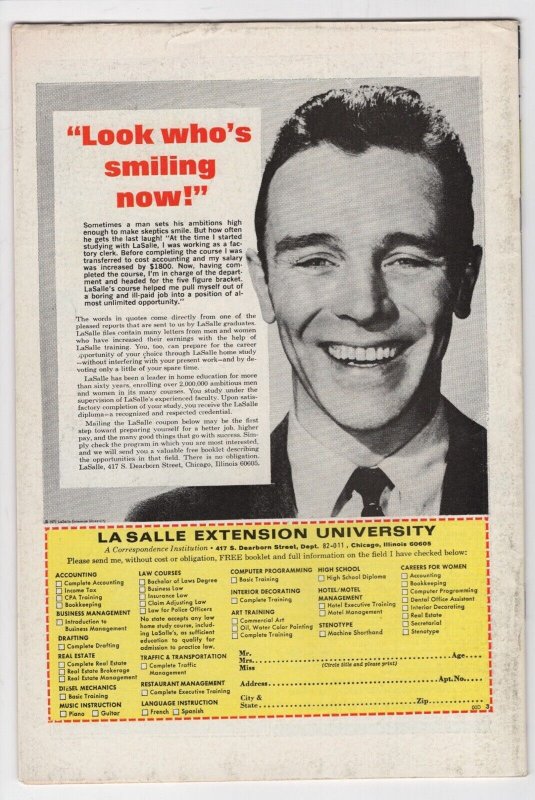 “Look who’s
smiling
now!”
Sometimes a man sets his ambitions high
enough to make skeptics smile. But how often
he gets the last laugh! “At the time I started
studying with LaSalle, I was working as a fac-
tory clerk. Before completing the course I was
transferred to cost accounting and my salary
was increased by $1800. Now, having com-
pleted the course, I’m in charge of the depart-
ment and headed for the five figure bracket.
LaSalle’s course helped me pull myself out of
a boring and ill-paid job into a position of al-
most unlimited opportunity.”
The words in quotes come directly from one of the
pleased reports that are sent to us by LaSalle graduates.
LaSalle files contain many letters from men and women
who have increased their earnings with the help of
LaSalle training. You, too, can prepare for the career
opportunity of your choice through LaSalle home study
—without interfering with your present work—and by de-
voting only a little of your spare time.
LaSalle has been a leader in home education for more
than sixty years, enrolling over 2,000,000 ambitious men
and women in its many courses. You study under the
supervision of LaSalle’s experienced faculty. Upon satis-
factory completion of your study, you receive the LaSalle
diploma—a recognized and respected credential.
Mailing the LaSalle coupon below may be the first
step toward preparing yourself for a better job, higher
pay, and the many good things that go with success. Sim-
ply check the program in which you are most interested,
and we will send you a valuable free booklet describing
the opportunities in that field. There is no obligation.
LaSalle, 417 S. Dearborn Street, Chicago, Illinois 60605.
LA SALLE EXTENSION UNIVERSITY
A Correspondence Institution • 417 S. Dearborn Street, Dept. 82-011, Chicago, Illinois 60605
Please send me, without cost or obligation, FREE booklet and full information on the field I have checked below:
ACCOUNTING
Complete Accounting
Income Tax
CPA Training
Bookkeeping
BUSINESS MANAGEMENT
Introduction to
Business Management
DRAFTING
Complete Drafting
REAL ESTATE
Complete Real Estate
Real Estate Brokerage
Real Estate Management
DIESEL MECHANICS
Basic Training
MUSIC INSTRUCTION
Piano Guitar
LAW COURSES
Bachelor of Laws Degree
Business Law
Insurance Law
Claim Adjusting Law
Law for Police Officers
No state accepts any law
home study course, includ-
ing LaSalle’s, as sufficient
education to qualify for
admission to practice law.
TRAFFIC & TRANSPORTATION
Complete Traffic
Management
RESTAURANT MANAGEMENT
Complete Executive Training
LANGUAGE INSTRUCTION
French Spanish
COMPUTER PROGRAMMING
Basic Training
INTERIOR DECORATING
Complete Training
ART TRAINING
Commercial Art
Oil, Water Color Painting
Complete Training
HIGH SCHOOL
High School Diploma
HOTEL/MOTEL
MANAGEMENT
Hotel Executive Training
Motel Management
STENOTYPE
Machine Shorthand
CAREERS FOR WOMEN
Accounting
Bookkeeping
Computer Programming
Dental Office Assistant
Interior Decorating
Real Estate
Secretarial
Stenotype
Mr.
Mrs.
Miss Age
(Circle title and please print)
Address Apt.No.
City &
State Zip
3